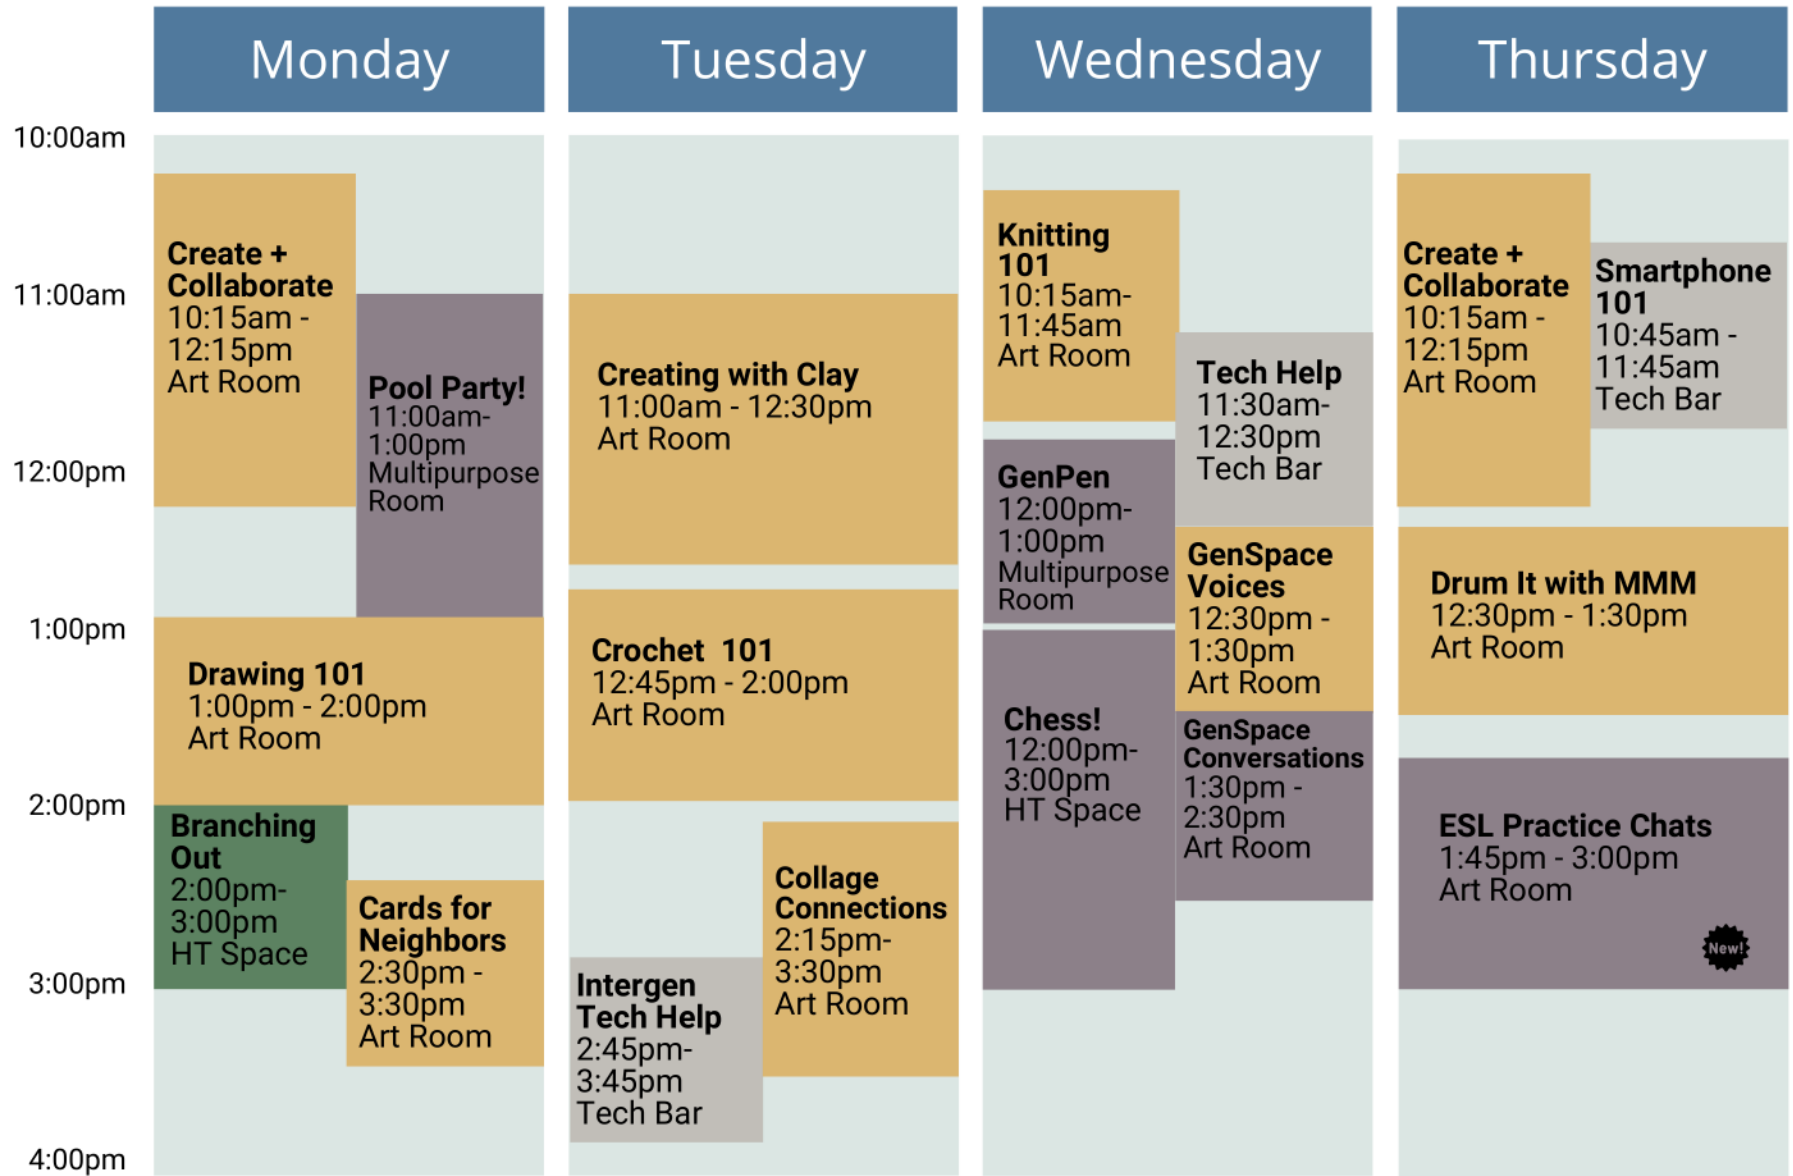 Monday
Tuesday
Wednesday
Thursday
10:00am
11:00am
12:00pm
1:00pm
2:00pm
3:00pm
4:00pm
Create +
Collaborate
10:15am -
12:15pm
Art Room
Pool Party!
11:00am-
1:00pm
Multipurpose
Room
Drawing 101
1:00pm - 2:00pm
Art Room
Branching
Out
2:00pm-
3:00pm
HT Space
Cards for
Neighbors
2:30pm -
3:30pm
Art Room
Creating with Clay
11:00am - 12:30pm
Art Room
Crochet 101
12:45pm - 2:00pm
Art Room
Collage
Connections
2:15pm-
3:30pm
Art Room
Intergen
Tech Help
2:45pm-
3:45pm
Tech Bar
Knitting
101
10:15am-
11:45am
Art Room
Tech Help
11:30am-
12:30pm
Tech Bar
GenPen
12:00pm-
1:00pm
Multipurpose
Room
GenSpace
Voices
12:30pm -
1:30pm
Art Room
Chess!
12:00pm-
3:00pm
HT Space
GenSpace
Conversations
1:30pm -
2:30pm
Art Room
Create +
Collaborate
10:15am -
12:15pm
Art Room
Smartphone
101
10:45am -
11:45am
Tech Bar
Drum It with MMM
12:30pm - 1:30pm
Art Room
ESL Practice Chats
1:45pm - 3:00pm
Art Room
New!